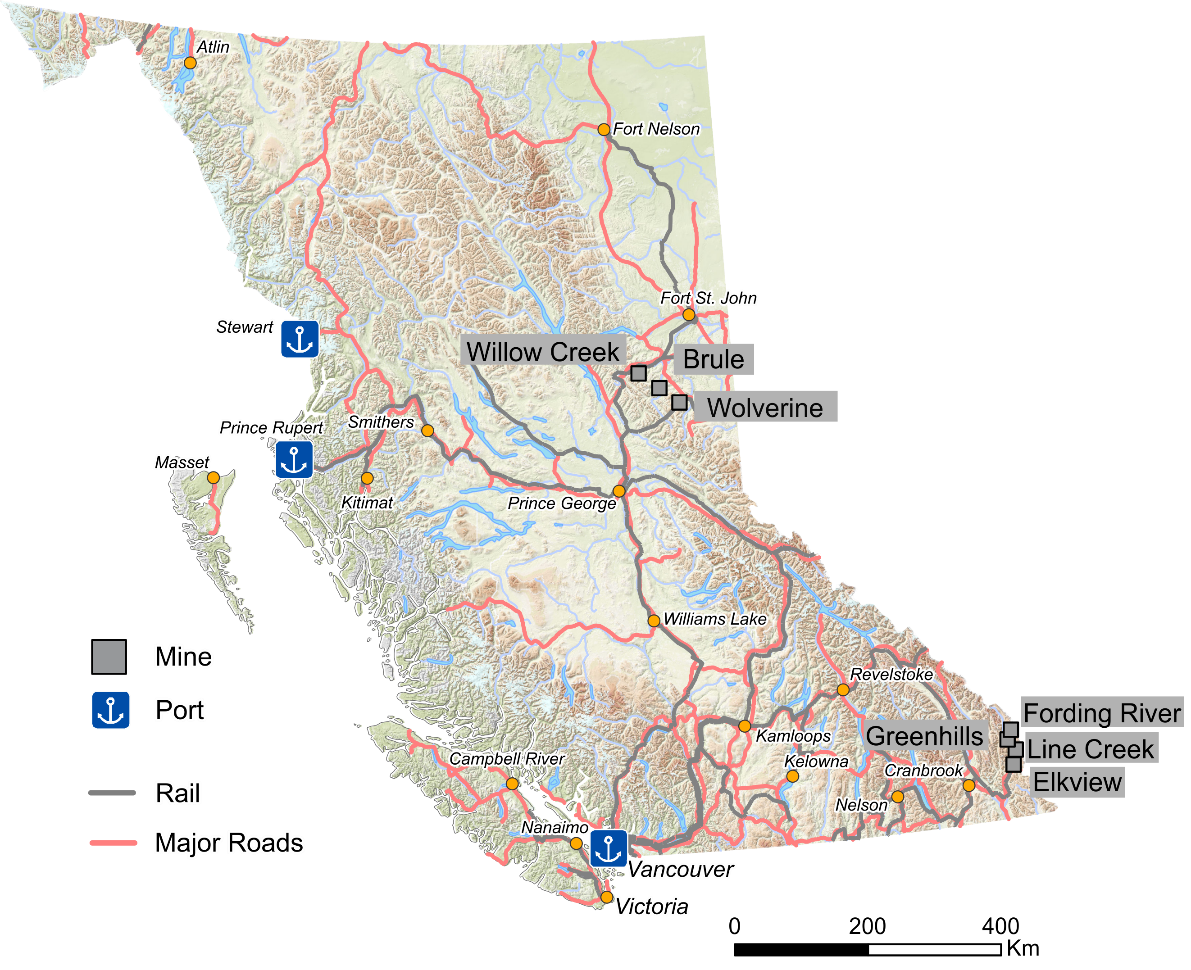 Atlin
Fort Nelson
Fort St. John
Stewart
Willow Creek
Brule
Wolverine
Smithers
Prince Rupert
Masset
Kitimat
Prince George
Williams Lake
Mine
Port
Revelstoke
Fording River
Greenhills
Line Creek
Kamloops
Campbell River
Kelowna
Cranbrook
Elkview
Rail
Nelson
Nanaimo
Major Roads
Vancouver
Victoria
0 200 400
Km